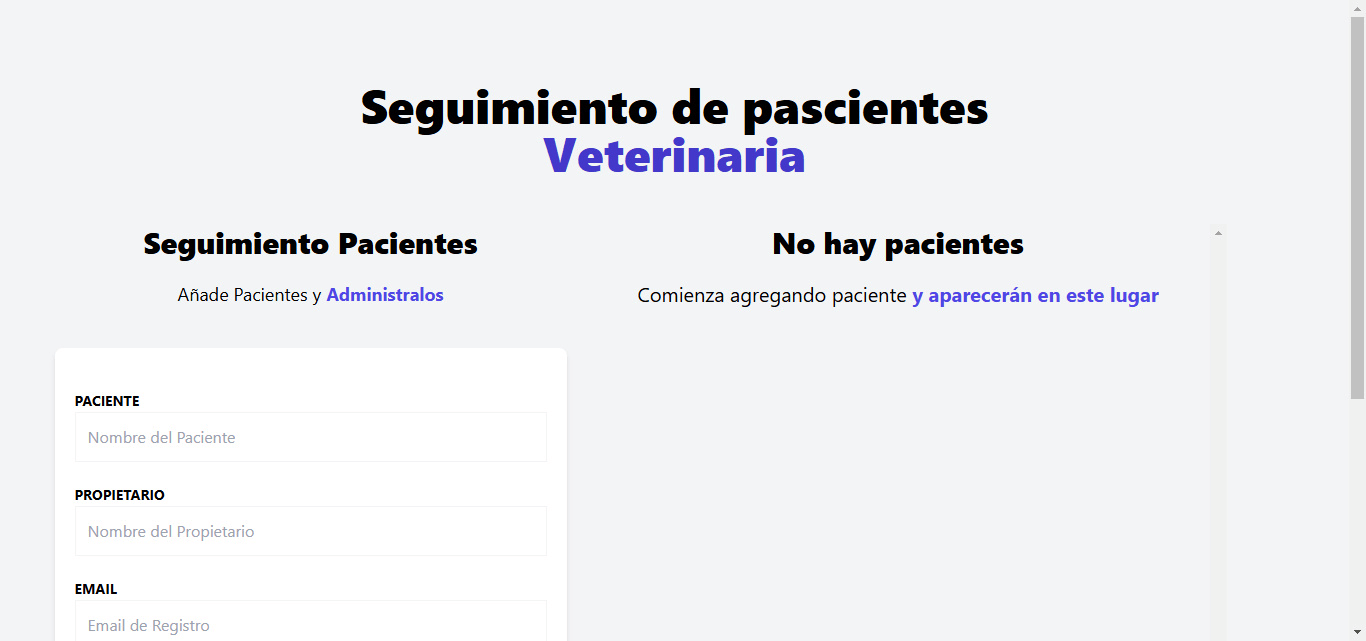 Seguimiento de pascientes
Veterinaria
Seguimiento Pacientes
Añade Pacientes y Administralos
PACIENTE
Nombre del Paciente
PROPIETARIO
Nombre del Propietario
EMAIL
Email de Registro
No hay pacientes
Comienza agregando paciente y aparecerán en este lugar